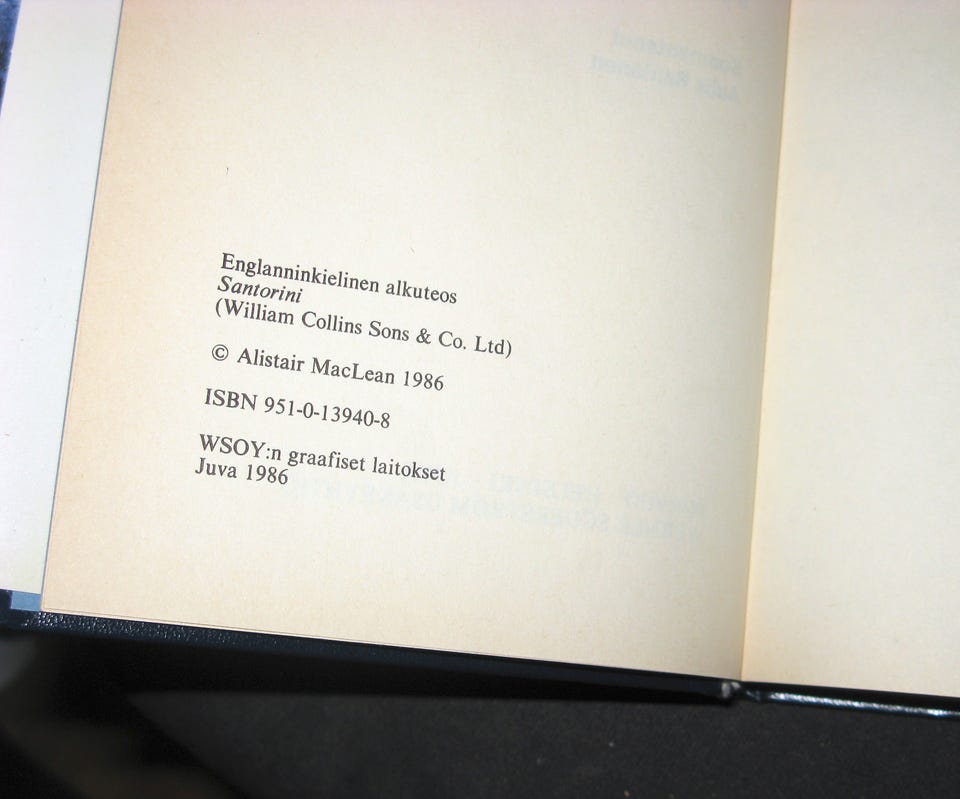 Englanninkielinen alkuteos
Santorini
(William Collins Sons & Co. Ltd)
© Alistair MacLean 1986
ISBN 951-0-13940-8
WSOY:n graafiset laitokset
Juva 1986